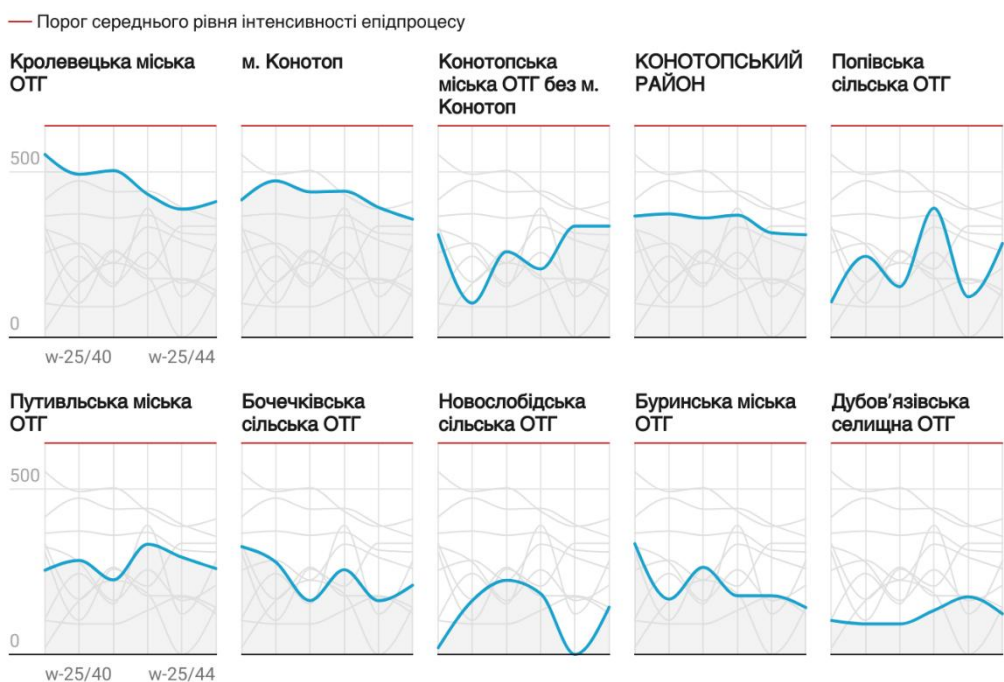 Порог середнього рівня інтенсивності епідпроцесу
Кролевецька міська
ОТГ
м. Конотоп
Конотопська
міська ОТГ без м.
Конотоп
КОНОТОПСЬКИЙ
РАЙОН
Попівська
сільська ОТГ
500
0
w-25/40
w-25/44
Путивльська міська
ОТГ
Бочечківська
сільська ОТГ
Новослобідська
сільська ОТГ
Буринська міська
ОТГ
Дубов’язівська
селищна ОТГ
500
0
w-25/40
w-25/44